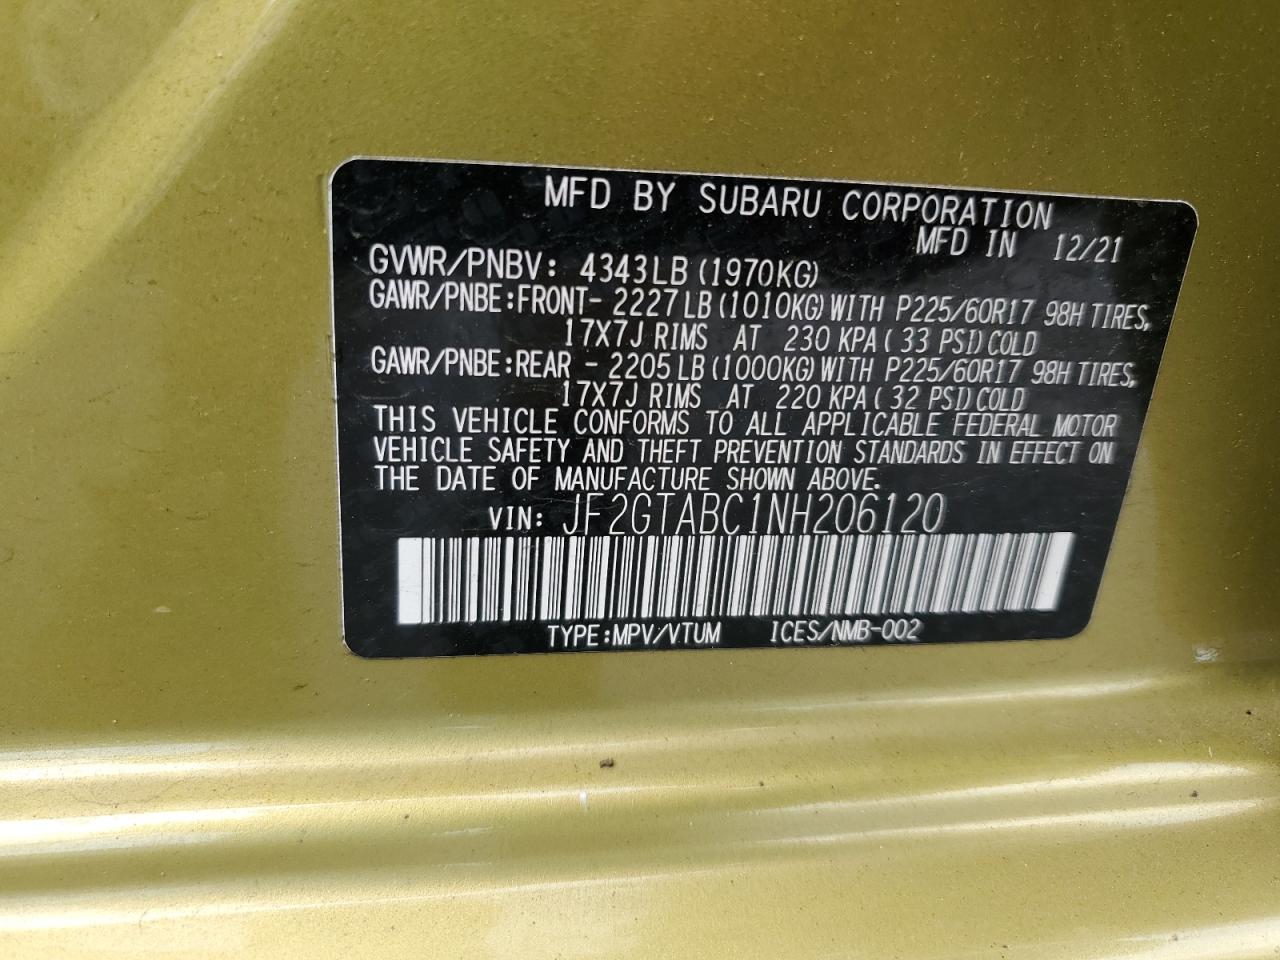 MFD BY SUBARU CORPORATION
MFD IN 12/21
GVWR/PNBV: 4343LB (1970KG)
GAWR/PNBE:FRONT- 2227LB (1010KG) WITH P225/60R17 98H TIRES,
17X7J RIMS AT 230 KPA ( 33 PSI) COLD
GAWR/PNBE:REAR - 2205LB (1000KG) WITH P225/60R17 98H TIRES,
17X7J RIMS AT 220 KPA ( 32 PSI) COLD
THIS VEHICLE CONFORMS TO ALL APPLICABLE FEDERAL MOTOR
VEHICLE SAFETY AND THEFT PREVENTION STANDARDS IN EFFECT ON
THE DATE OF MANUFACTURE SHOWN ABOVE.
VIN: JF2GTABC1NH206120
TYPE:MPV/VTUM ICES/NMB-002